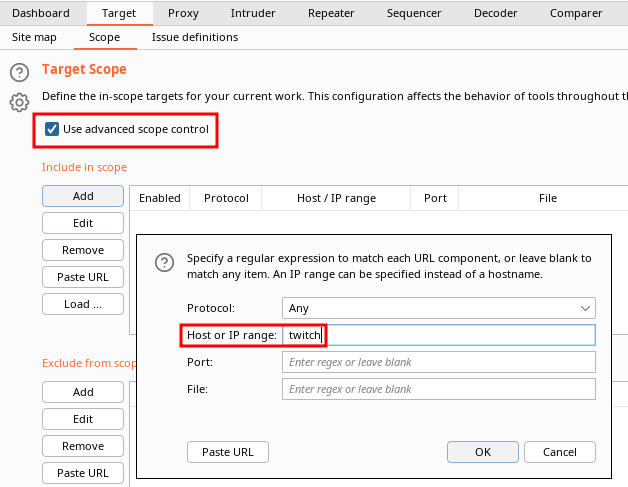 Dashboard Target Proxy Intruder Repeater Sequencer Decoder Comparer
Site map Scope Issue definitions
Target Scope
Define the in-scope targets for your current work. This configuration affects the behavior of tools throughout
Use advanced scope control
Include in scope
Add
Enabled Protocol Host / IP range Port File
Edit
Remove
Paste URL
Load ...
Specify a regular expression to match each URL component, or leave blank to
match any item. An IP range can be specified instead of a hostname.
Protocol: Any
Host or IP range: twitch
Port: Enter regex or leave blank
File: Enter regex or leave blank
Paste URL OK Cancel
Exclude from scop
Add
Edit
Remove
Paste URL